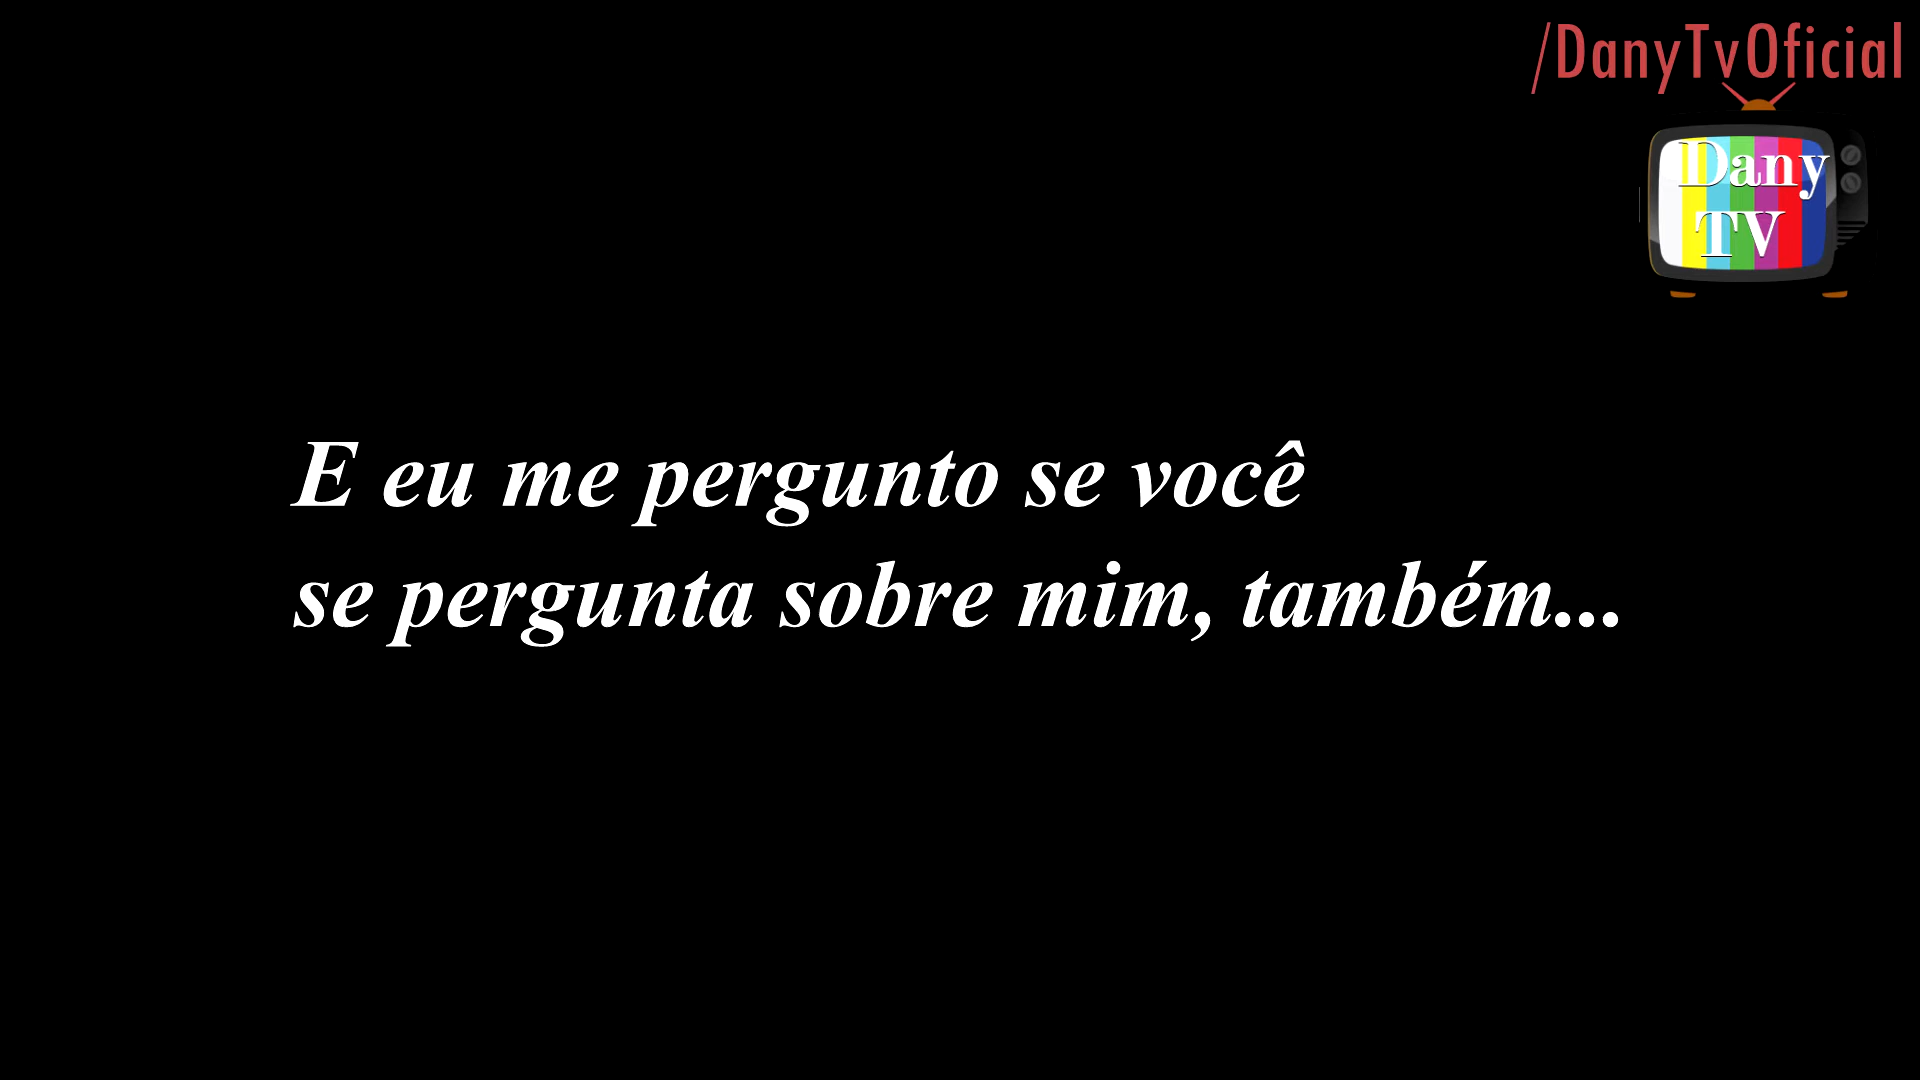 /DanyTvOficial
Dany
TV
E eu me pergunto se você
se pergunta sobre mim, também...